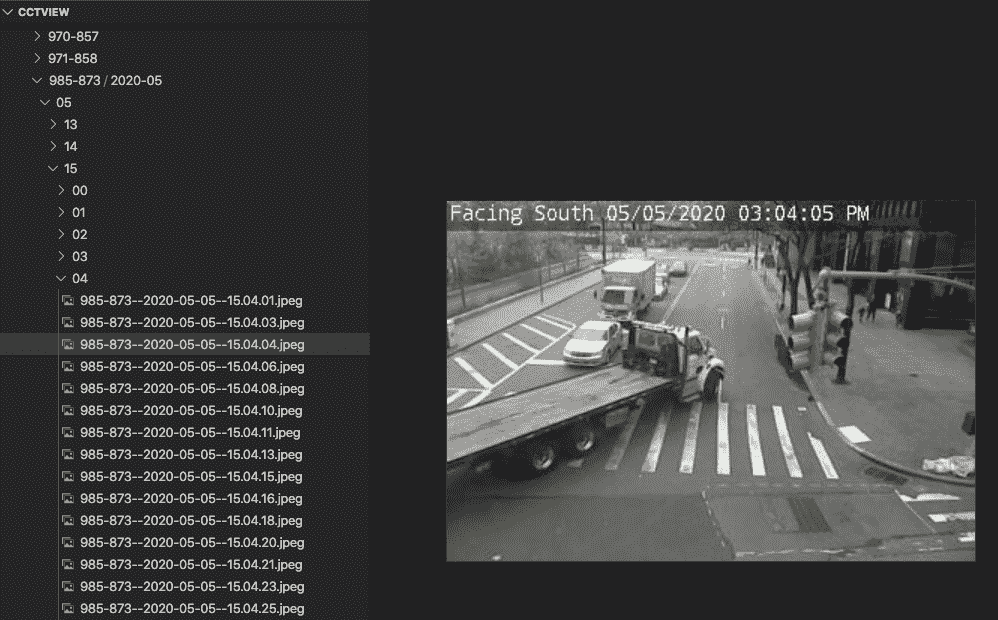 CCTVIEW
970-857
971-858
985-873 / 2020-05
05
13
14
15
00
01
02
03
04
985-873--2020-05-05--15.04.01.jpeg
985-873--2020-05-05--15.04.03.jpeg
985-873--2020-05-05--15.04.04.jpeg
985-873--2020-05-05--15.04.06.jpeg
985-873--2020-05-05--15.04.08.jpeg
985-873--2020-05-05--15.04.10.jpeg
985-873--2020-05-05--15.04.11.jpeg
985-873--2020-05-05--15.04.13.jpeg
985-873--2020-05-05--15.04.15.jpeg
985-873--2020-05-05--15.04.16.jpeg
985-873--2020-05-05--15.04.18.jpeg
985-873--2020-05-05--15.04.20.jpeg
985-873--2020-05-05--15.04.21.jpeg
985-873--2020-05-05--15.04.23.jpeg
985-873--2020-05-05--15.04.25.jpeg
Facing South 05/05/2020 03:04:05 PM